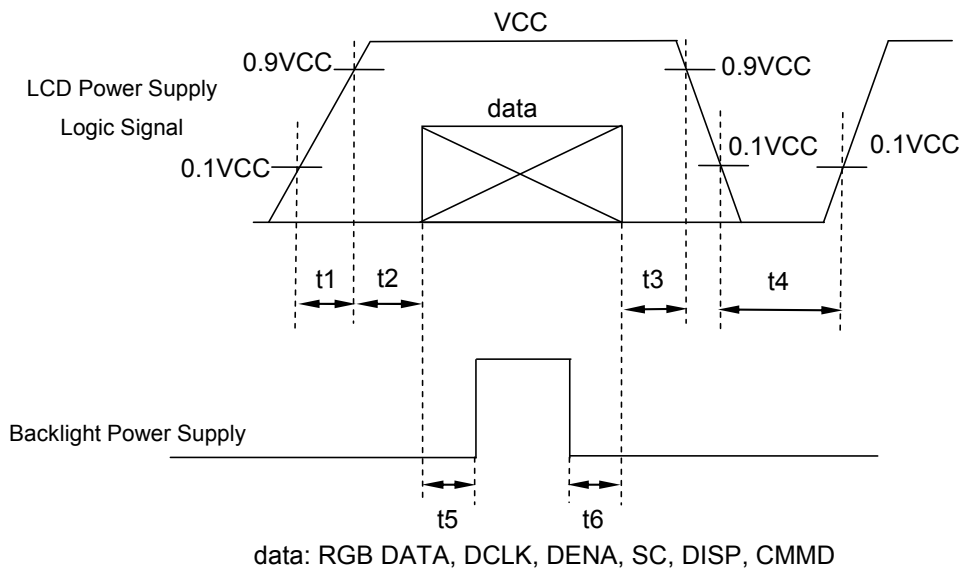 VCC
0.9VCC
0.9VCC
LCD Power Supply
Logic Signal
data
0.1VCC
0.1VCC
0.1VCC
t1
t2
t3
t4
Backlight Power Supply
t5
t6
data: RGB DATA, DCLK, DENA, SC, DISP, CMMD